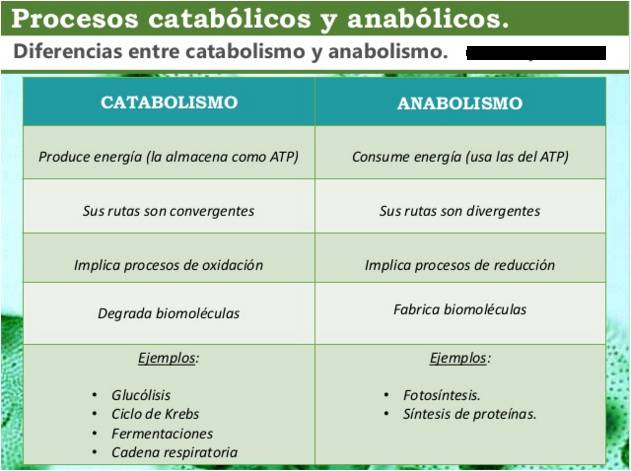 Procesos catabólicos y anabólicos.
Diferencias entre catabolismo y anabolismo.
CATABOLISMO
ANABOLISMO
Produce energía (la almacena como ATP)
Consume energía (usa las del ATP)
Sus rutas son convergentes
Sus rutas son divergentes
Implica procesos de oxidación
Implica procesos de reducción
Degrada biomoléculas
Fabrica biomoléculas
Ejemplos:
• Glucólisis
• Ciclo de Krebs
• Fermentaciones
• Cadena respiratoria
Ejemplos:
• Fotosíntesis.
• Síntesis de proteínas.